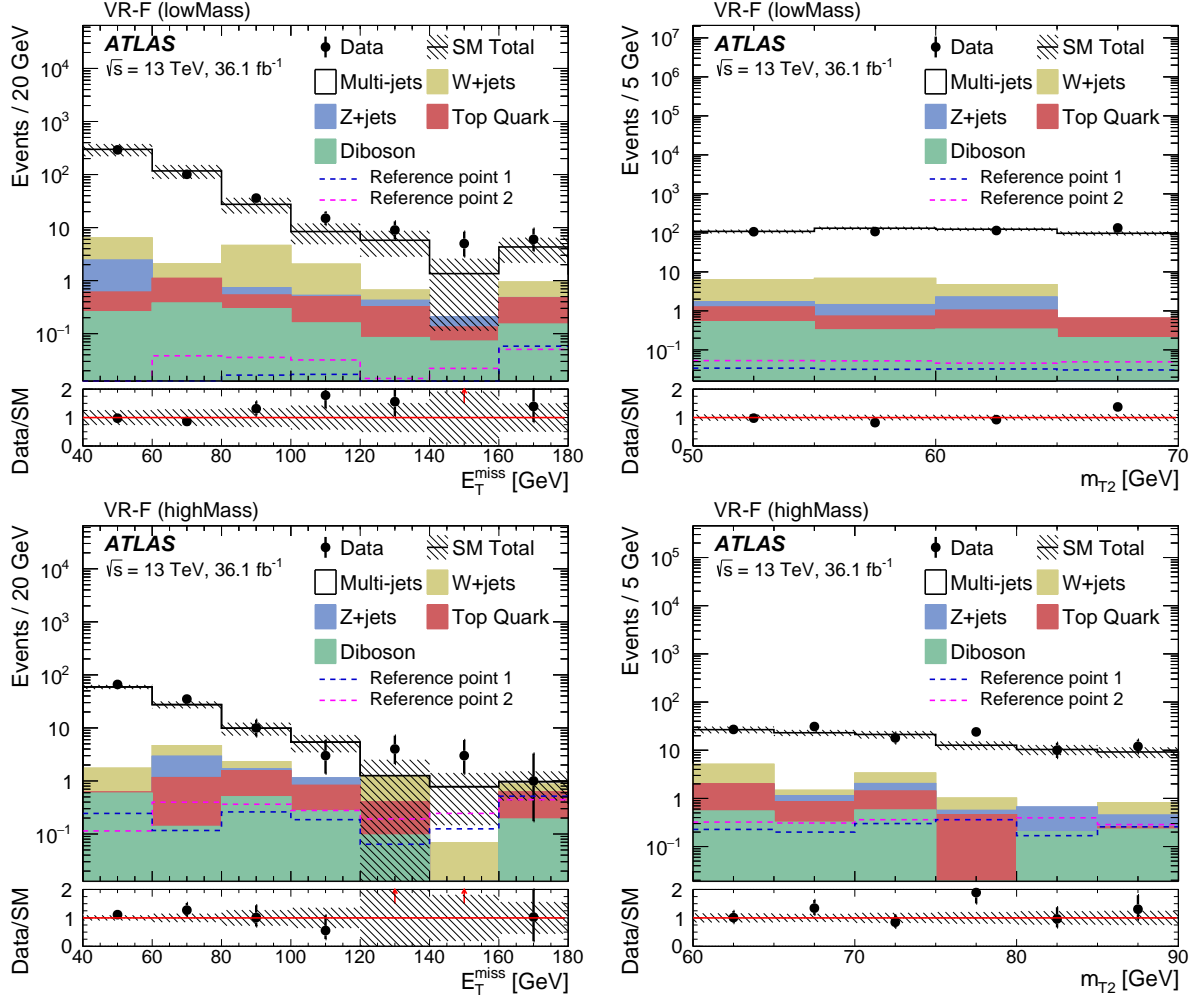 VR-F (lowMass)
Events / 20 GeV
10⁴
10³
10²
10
1
10⁻¹
ATLAS
√s = 13 TeV, 36.1 fb⁻¹
Data
SM Total
Multi-jets
W+jets
Z+jets
Top Quark
Diboson
Reference point 1
Reference point 2
Data/SM
2
1
0
40 60 80 100 120 140 160 180
E_T^miss [GeV]
VR-F (lowMass)
Events / 5 GeV
10⁷
10⁶
10⁵
10⁴
10³
10²
10
1
10⁻¹
ATLAS
√s = 13 TeV, 36.1 fb⁻¹
Data
SM Total
Multi-jets
W+jets
Z+jets
Top Quark
Diboson
Reference point 1
Reference point 2
Data/SM
2
1
0
50 60 70
m_T2 [GeV]
VR-F (highMass)
Events / 20 GeV
10⁴
10³
10²
10
1
10⁻¹
ATLAS
√s = 13 TeV, 36.1 fb⁻¹
Data
SM Total
Multi-jets
W+jets
Z+jets
Top Quark
Diboson
Reference point 1
Reference point 2
Data/SM
2
1
0
40 60 80 100 120 140 160 180
E_T^miss [GeV]
VR-F (highMass)
Events / 5 GeV
10⁵
10⁴
10³
10²
10
1
10⁻¹
ATLAS
√s = 13 TeV, 36.1 fb⁻¹
Data
SM Total
Multi-jets
W+jets
Z+jets
Top Quark
Diboson
Reference point 1
Reference point 2
Data/SM
2
1
0
60 70 80 90
m_T2 [GeV]